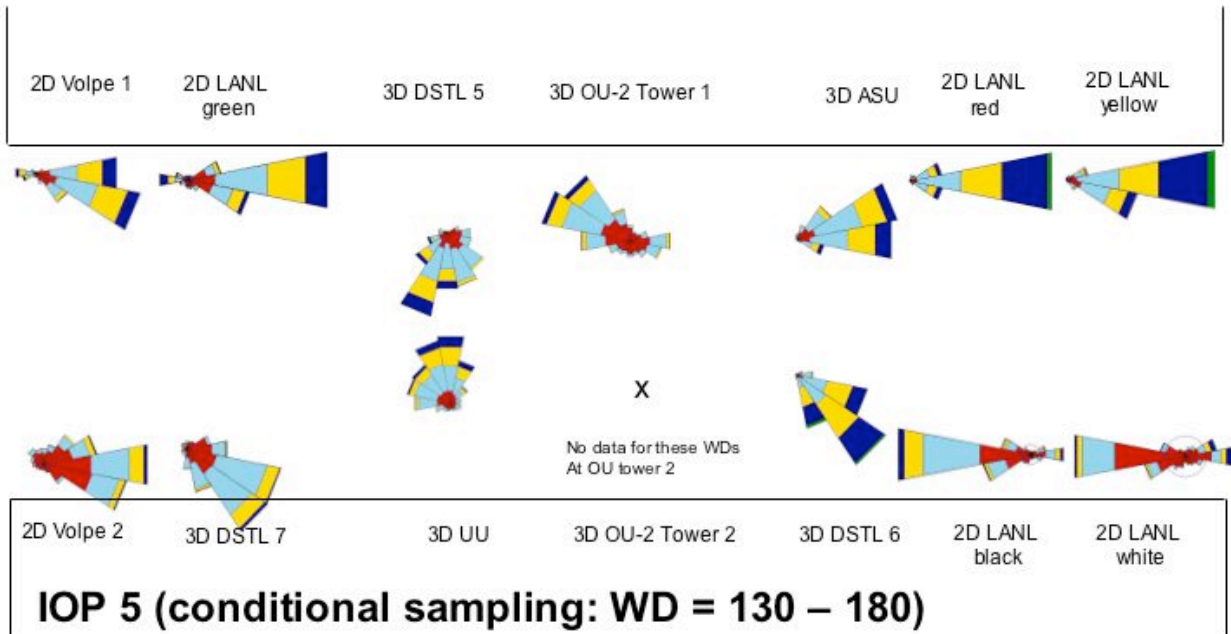 2D Volpe 1
2D LANL
green
3D DSTL 5
3D OU-2 Tower 1
3D ASU
2D LANL
red
2D LANL
yellow
X
No data for these WDs
At OU tower 2
2D Volpe 2
3D DSTL 7
3D UU
3D OU-2 Tower 2
3D DSTL 6
2D LANL
black
2D LANL
white
IOP 5 (conditional sampling: WD = 130 – 180)